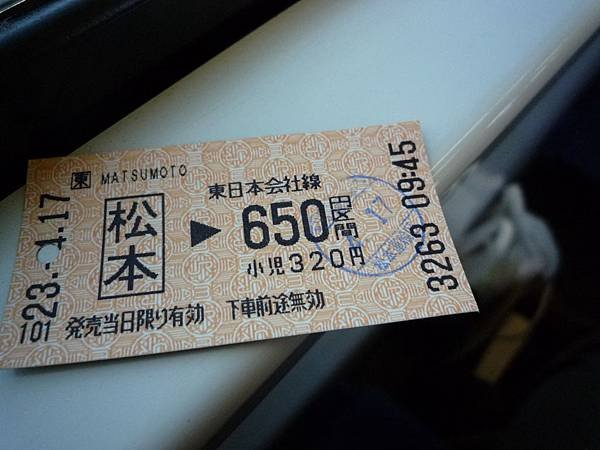 東 MATSUMOTO
東日本会社線
松本 ▶ 650円区間
小児320円
発売当日限り有効 下車前途無効
23.-4.17
101
3263 09:45